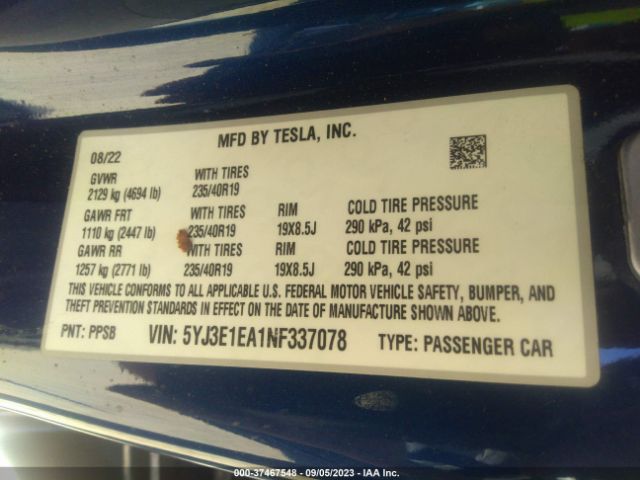 MFD BY TESLA, INC.
08/22
GVWR WITH TIRES
2129 kg (4694 lb) 235/40R19
GAWR FRT WITH TIRES RIM COLD TIRE PRESSURE
1110 kg (2447 lb) 235/40R19 19X8.5J 290 kPa, 42 psi
GAWR RR WITH TIRES RIM COLD TIRE PRESSURE
1257 kg (2771 lb) 235/40R19 19X8.5J 290 kPa, 42 psi
THIS VEHICLE CONFORMS TO ALL APPLICABLE U.S. FEDERAL MOTOR VEHICLE SAFETY, BUMPER, AND
THEFT PREVENTION STANDARDS IN EFFECT ON THE DATE OF MANUFACTURE SHOWN ABOVE.
PNT: PPSB VIN: 5YJ3E1EA1NF337078 TYPE: PASSENGER CAR
000-37467548 - 09/05/2023 - IAA Inc.